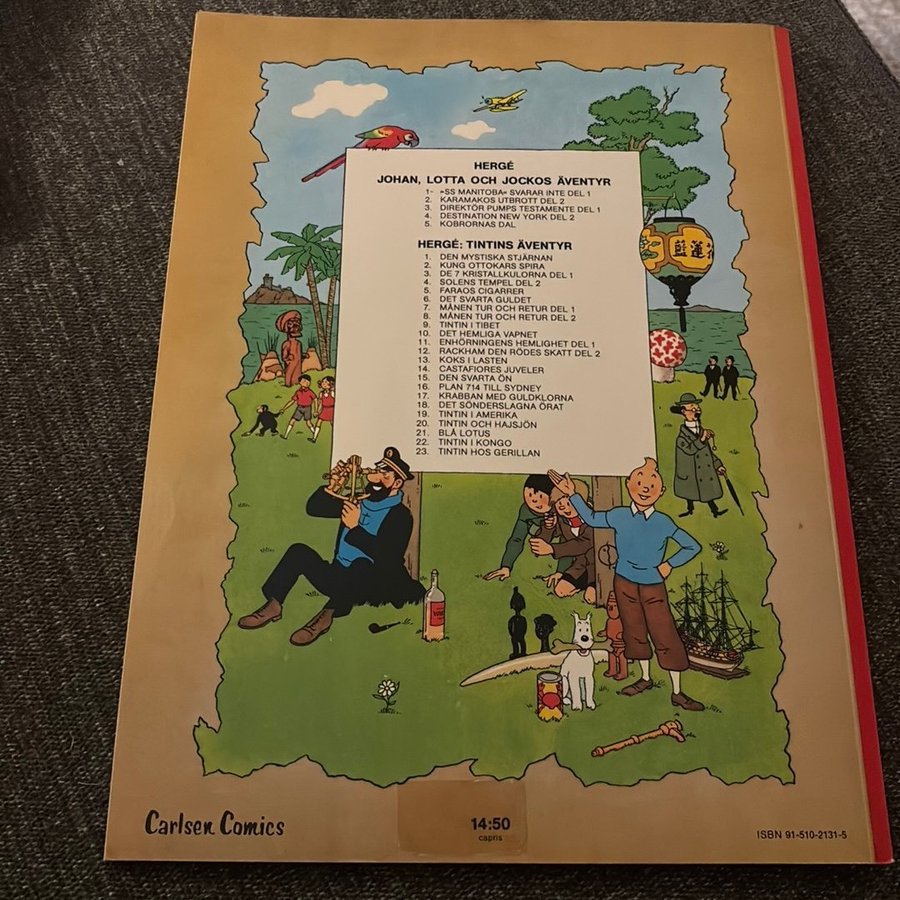 HERGÉ
JOHAN, LOTTA OCH JOCKOS ÄVENTYR
1- »SS MANITOBA« SVARAR INTE DEL 1
2. KARAMAKOS UTBROTT DEL 2
3. DIREKTÖR PUMPS TESTAMENTE DEL 1
4. DESTINATION NEW YORK DEL 2
5. KOBRORNAS DAL
HERGÉ: TINTINS ÄVENTYR
1. DEN MYSTISKA STJÄRNAN
2. KUNG OTTOKARS SPIRA
3. DE 7 KRISTALLKULORNA DEL 1
4. SOLENS TEMPEL DEL 2
5. FARAOS CIGARRER
6. DET SVARTA GULDET
7. MÅNEN TUR OCH RETUR DEL 1
8. MÅNEN TUR OCH RETUR DEL 2
9. TINTIN I TIBET
10. DET HEMLIGA VAPNET
11. ENHÖRNINGENS HEMLIGHET DEL 1
12. RACKHAM DEN RÖDES SKATT DEL 2
13. KOKS I LASTEN
14. CASTAFIORES JUVELER
15. DEN SVARTA ÖN
16. PLAN 714 TILL SYDNEY
17. KRABBAN MED GULDKLORNA
18. DET SÖNDERSLAGNA ÖRAT
19. TINTIN I AMERIKA
20. TINTIN OCH HAJSJÖN
21. BLÅ LOTUS
22. TINTIN I KONGO
23. TINTIN HOS GERILLAN
藍蓮花
Carlsen Comics
14:50
capris
ISBN 91-510-2131-5